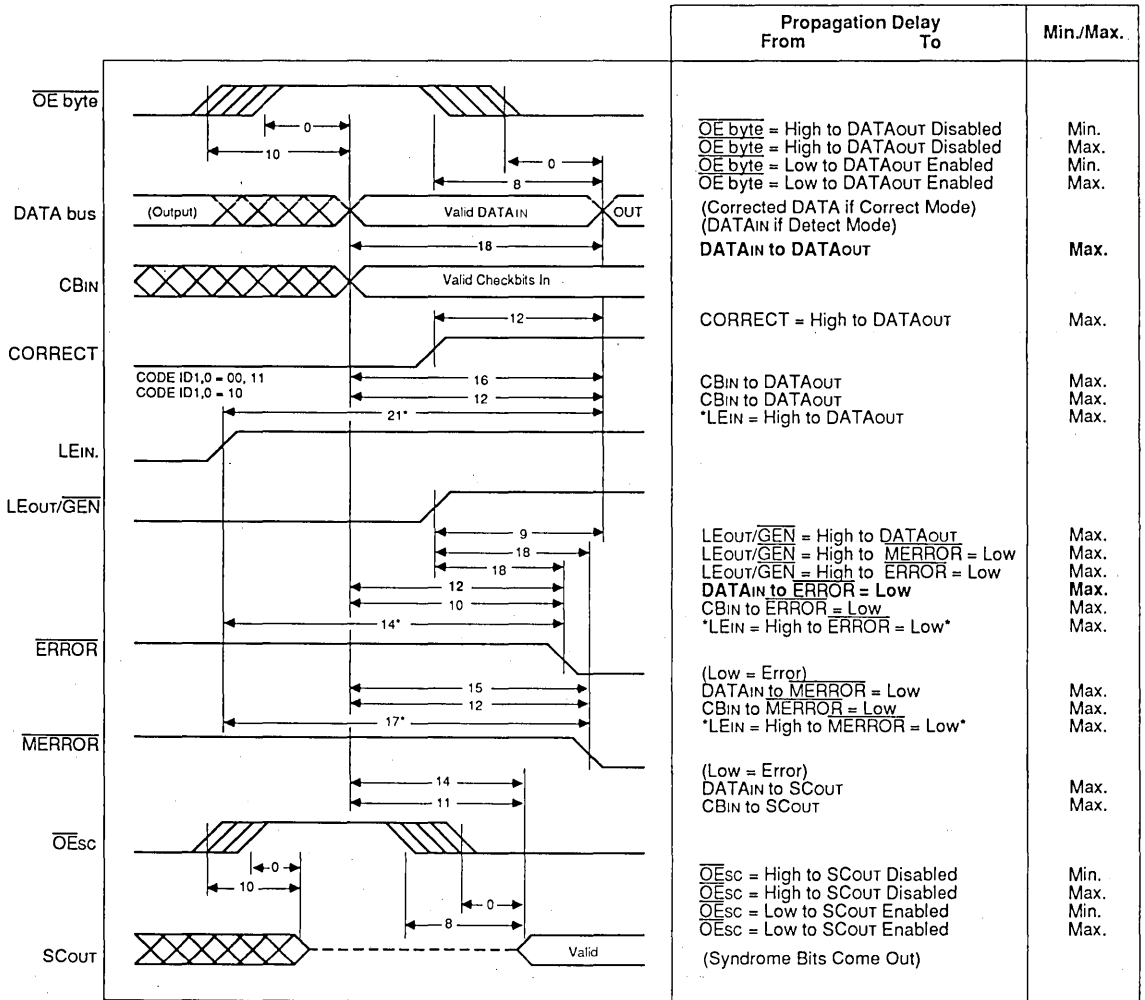 Propagation Delay
From To
Min./Max.
OE byte
0
10
0
8
OE byte = High to DATAOUT Disabled Min.
OE byte = High to DATAOUT Disabled Max.
OE byte = Low to DATAOUT Enabled Min.
OE byte = Low to DATAOUT Enabled Max.
DATA bus
(Output)
Valid DATAIN
OUT
(Corrected DATA if Correct Mode)
(DATAIN if Detect Mode)
18
DATAIN to DATAOUT Max.
CBIN
Valid Checkbits In
12
CORRECT = High to DATAOUT Max.
CORRECT
CODE ID1,0 = 00, 11
16
CBIN to DATAOUT Max.
CODE ID1,0 = 10
12
CBIN to DATAOUT Max.
21*
*LEIN = High to DATAOUT Max.
LEIN.
LEOUT/GEN
9
LEOUT/GEN = High to DATAOUT Max.
18
LEOUT/GEN = High to MERROR = Low Max.
18
LEOUT/GEN = High to ERROR = Low Max.
12
DATAIN to ERROR = Low Max.
10
CBIN to ERROR = Low Max.
14*
*LEIN = High to ERROR = Low* Max.
ERROR
(Low = Error)
15
DATAIN to MERROR = Low Max.
12
CBIN to MERROR = Low Max.
17*
*LEIN = High to MERROR = Low* Max.
MERROR
(Low = Error)
14
DATAIN to SCOUT Max.
11
CBIN to SCOUT Max.
OEsc
0
10
0
8
OEsc = High to SCOUT Disabled Min.
OEsc = High to SCOUT Disabled Max.
OEsc = Low to SCOUT Enabled Min.
OEsc = Low to SCOUT Enabled Max.
SCOUT
Valid
(Syndrome Bits Come Out)